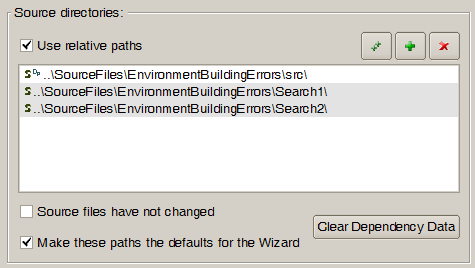 Source directories:
Use relative paths
S Dp ..\SourceFiles\EnvironmentBuildingErrors\src\
S ..\SourceFiles\EnvironmentBuildingErrors\Search1\
S ..\SourceFiles\EnvironmentBuildingErrors\Search2\
Source files have not changed
Clear Dependency Data
Make these paths the defaults for the Wizard